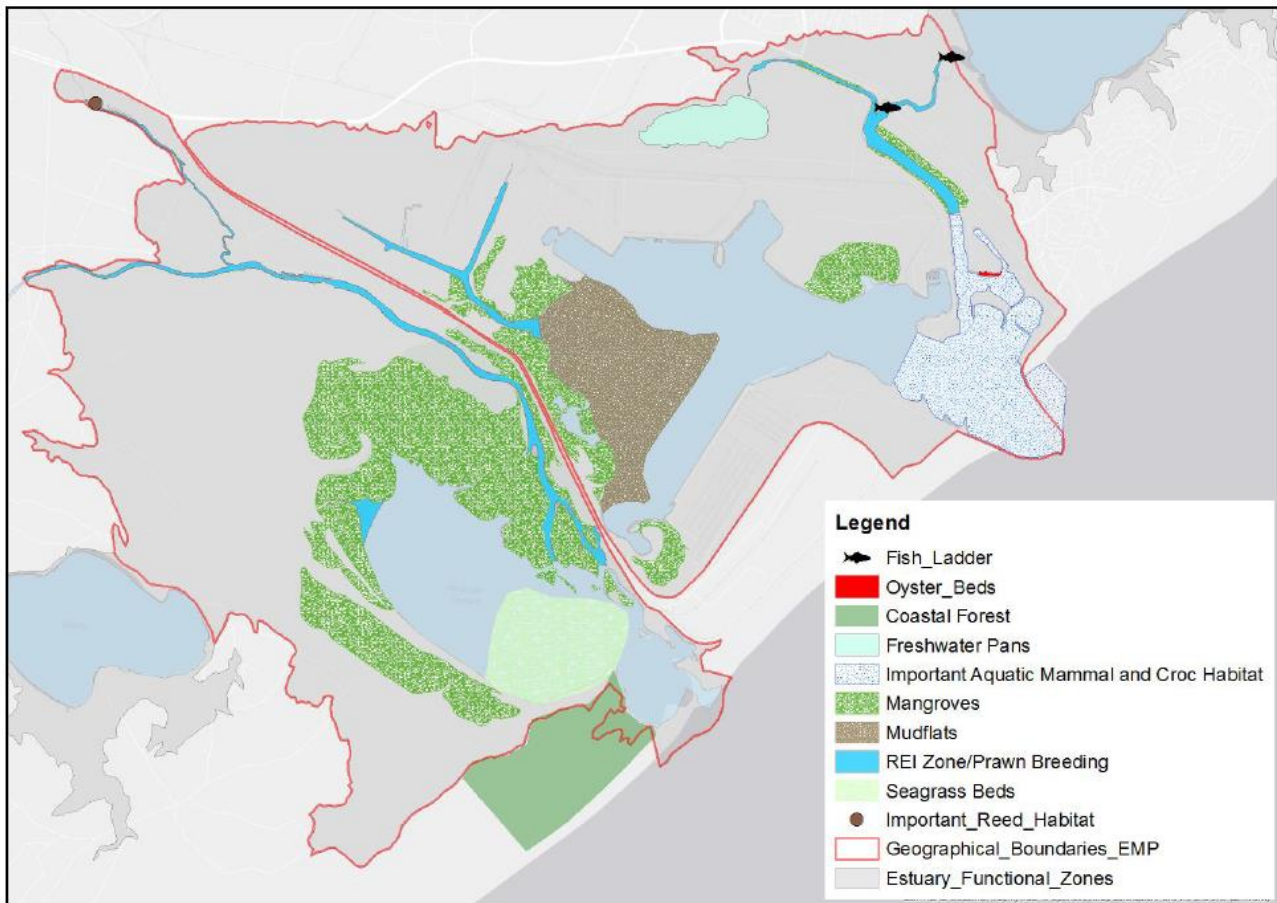 Legend
Fish_Ladder
Oyster_Beds
Coastal Forest
Freshwater Pans
Important Aquatic Mammal and Croc Habitat
Mangroves
Mudflats
REI Zone/Prawn Breeding
Seagrass Beds
Important_Reed_Habitat
Geographical_Boundaries_EMP
Estuary_Functional_Zones